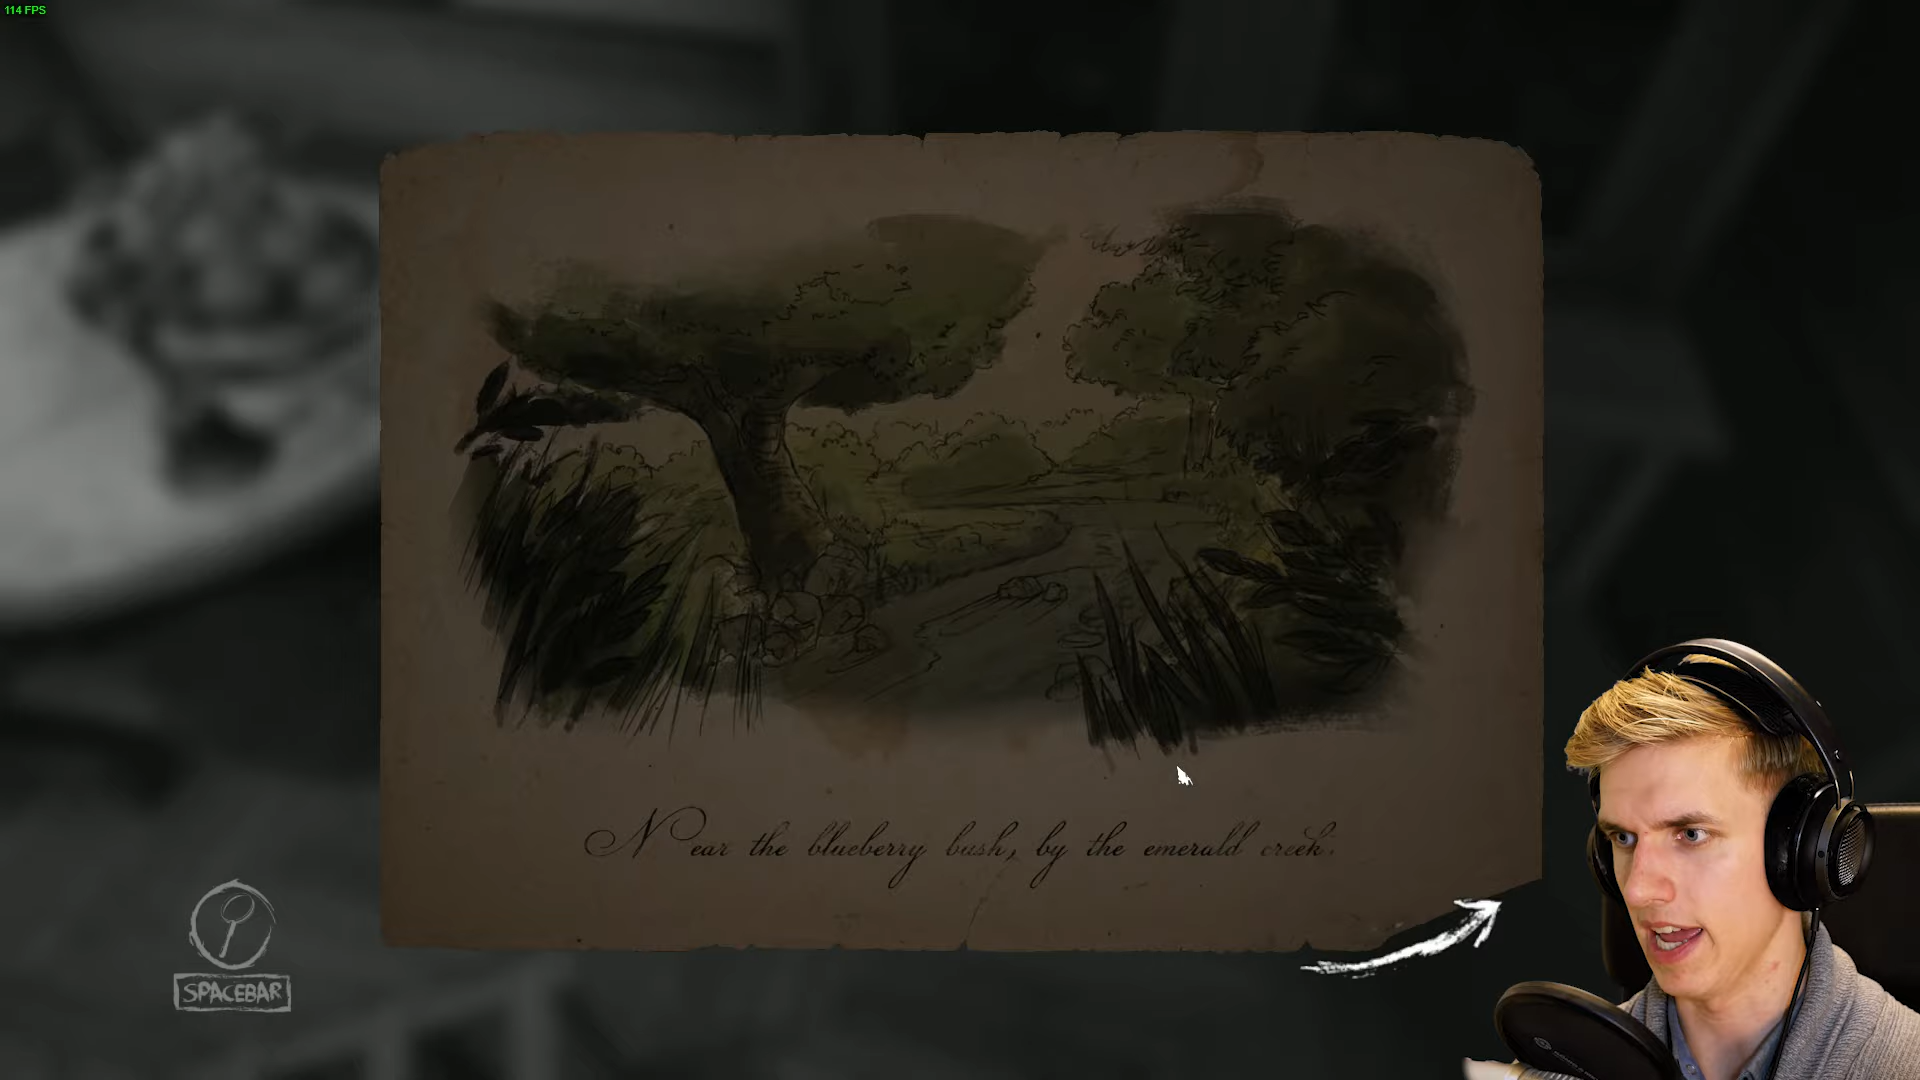 114 FPS
Near the blueberry bush, by the emerald creek.
SPACEBAR